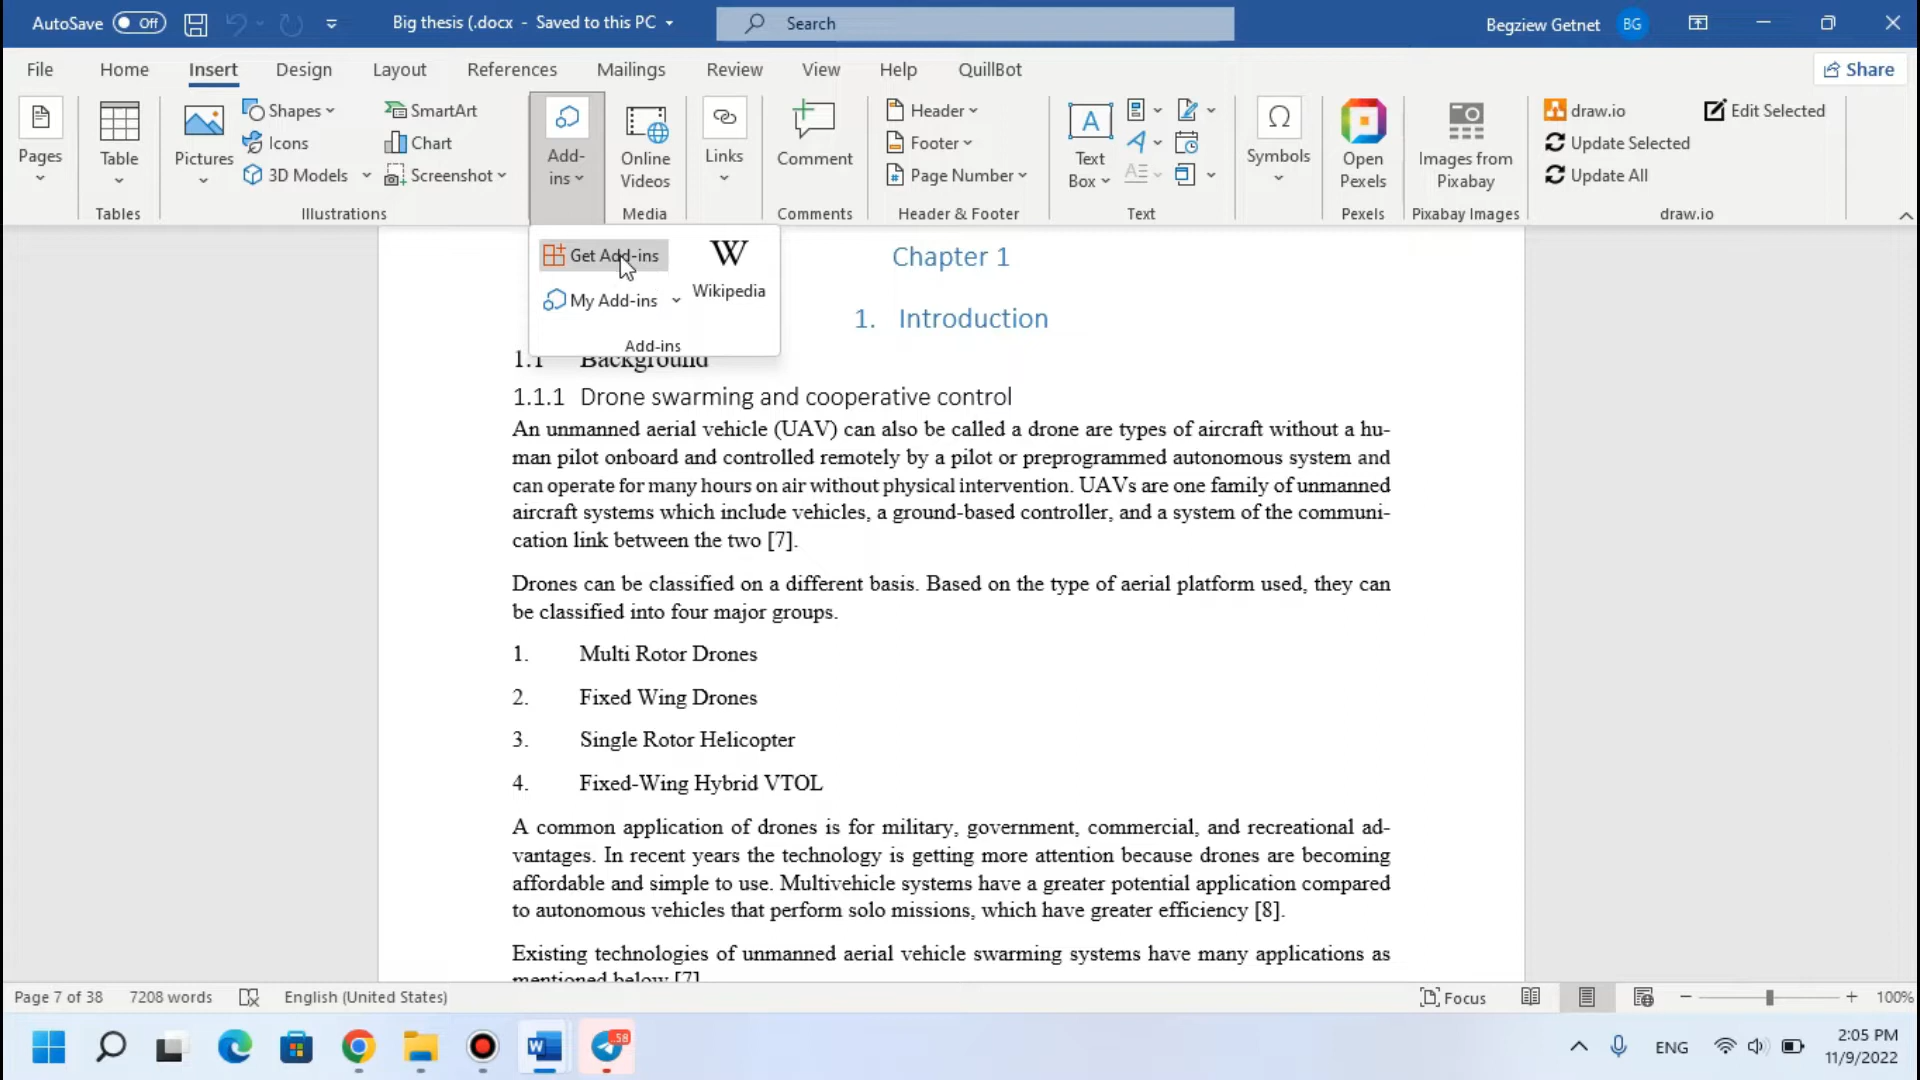 AutoSave Off Big thesis (.docx - Saved to this PC Search Begziew Getnet BG
File Home Insert Design Layout References Mailings Review View Help QuillBot Share
Pages
Table
Tables
Pictures
Shapes
Icons
3D Models
SmartArt
Chart
Screenshot
Illustrations
Add-
ins
Online
Videos
Media
Links
Comment
Comments
Header
Footer
Page Number
Header & Footer
A
Text
Box
Text
Ω
Symbols
Open
Pexels
Pexels
Images from
Pixabay
Pixabay Images
draw.io
Update Selected
Update All
Edit Selected
draw.io
Get Add-ins
My Add-ins
W
Wikipedia
Add-ins
Chapter 1
1. Introduction
1.1 Background
1.1.1 Drone swarming and cooperative control
An unmanned aerial vehicle (UAV) can also be called a drone are types of aircraft without a hu-
man pilot onboard and controlled remotely by a pilot or preprogrammed autonomous system and
can operate for many hours on air without physical intervention. UAVs are one family of unmanned
aircraft systems which include vehicles, a ground-based controller, and a system of the communi-
cation link between the two [7].
Drones can be classified on a different basis. Based on the type of aerial platform used, they can
be classified into four major groups.
1. Multi Rotor Drones
2. Fixed Wing Drones
3. Single Rotor Helicopter
4. Fixed-Wing Hybrid VTOL
A common application of drones is for military, government, commercial, and recreational ad-
vantages. In recent years the technology is getting more attention because drones are becoming
affordable and simple to use. Multivehicle systems have a greater potential application compared
to autonomous vehicles that perform solo missions, which have greater efficiency [8].
Existing technologies of unmanned aerial vehicle swarming systems have many applications as
mentioned below [7]
Page 7 of 38 7208 words English (United States) Focus 100%
58
ENG
2:05 PM
11/9/2022